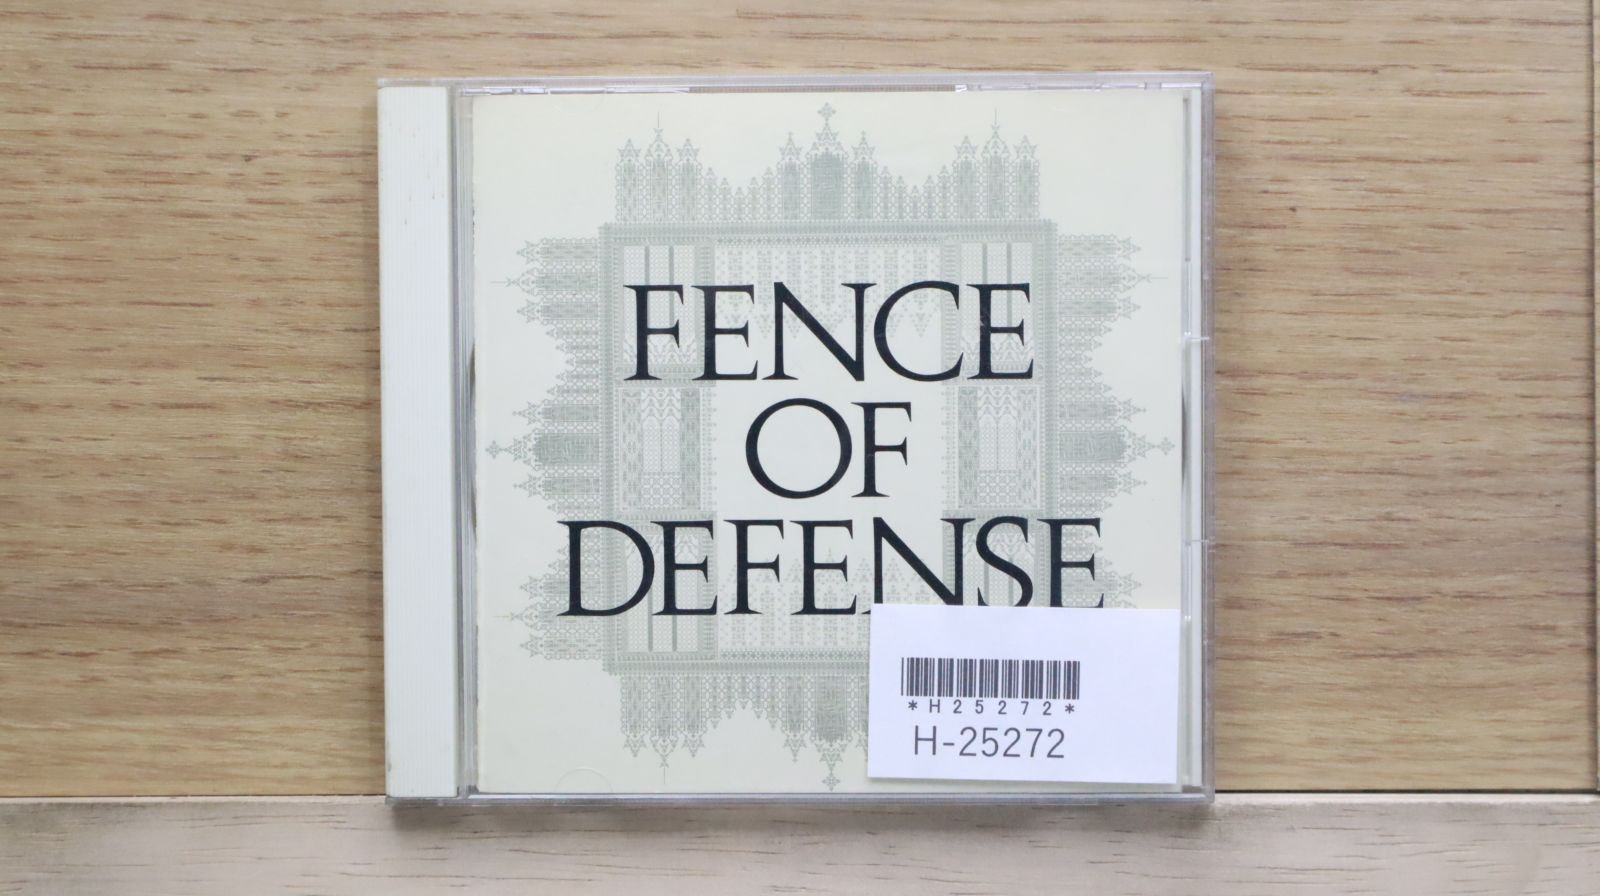 FENCE
OF
DEFENSE
*H25272*
H-25272